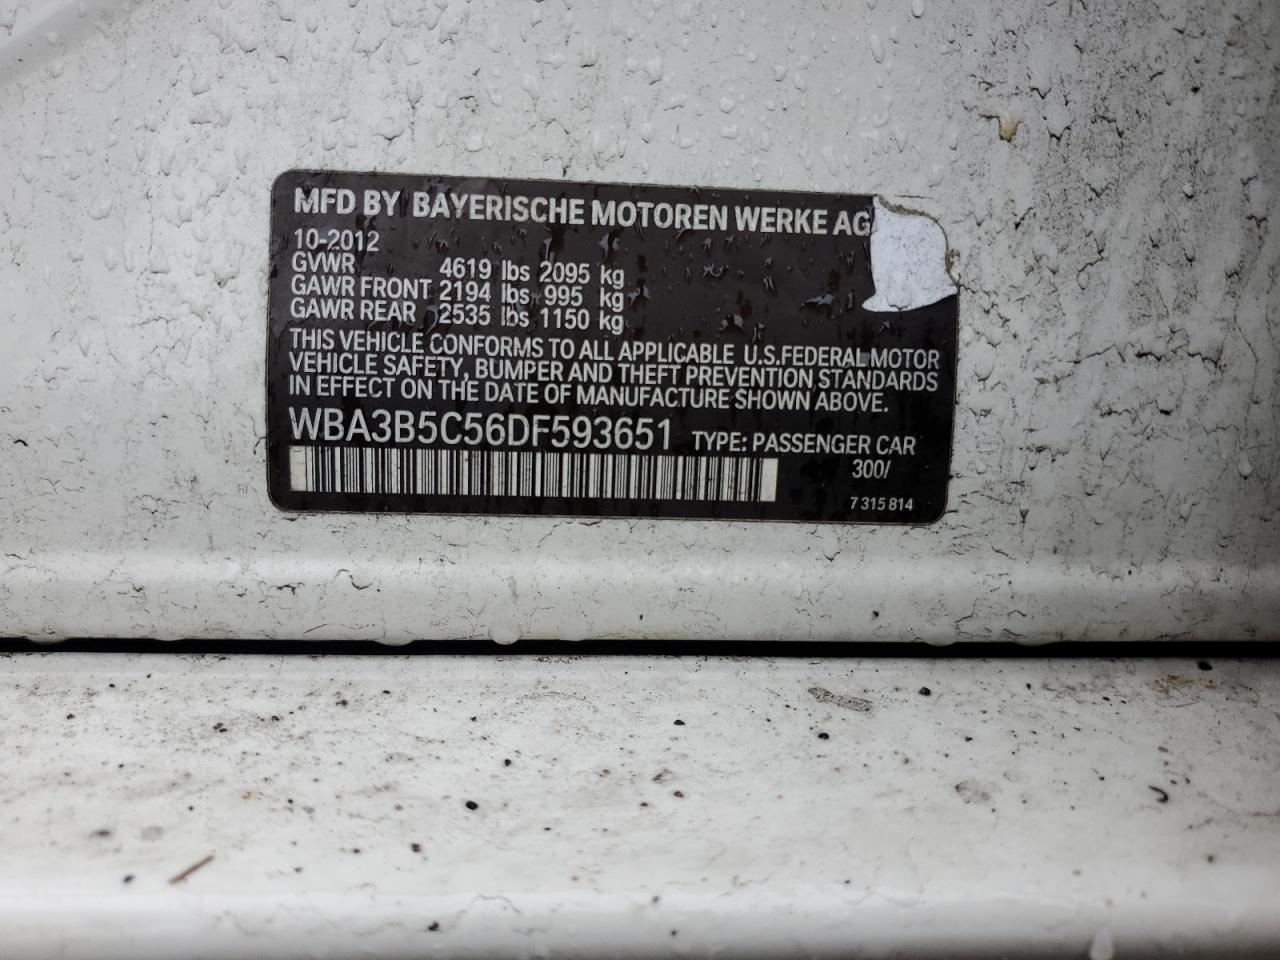 MFD BY BAYERISCHE MOTOREN WERKE AG
10-2012
GVWR 4619 lbs 2095 kg
GAWR FRONT 2194 lbs 995 kg
GAWR REAR 2535 lbs 1150 kg
THIS VEHICLE CONFORMS TO ALL APPLICABLE U.S.FEDERAL MOTOR
VEHICLE SAFETY, BUMPER AND THEFT PREVENTION STANDARDS
IN EFFECT ON THE DATE OF MANUFACTURE SHOWN ABOVE.
WBA3B5C56DF593651 TYPE: PASSENGER CAR
300/
7 315 814